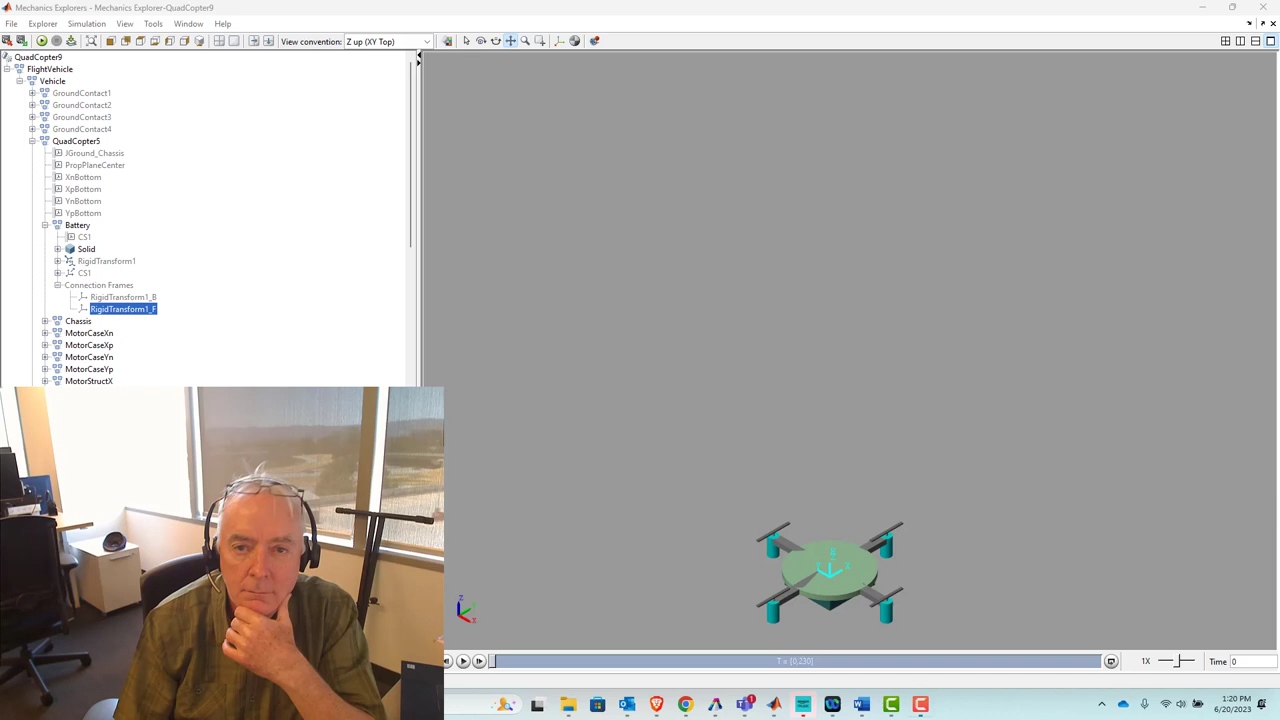 Mechanics Explorers - Mechanics Explorer-QuadCopter9
File Explorer Simulation View Tools Window Help
View convention: Z up (XY Top)
QuadCopter9
FlightVehicle
Vehicle
GroundContact1
GroundContact2
GroundContact3
GroundContact4
QuadCopter5
JGround_Chassis
PropPlaneCenter
XnBottom
XpBottom
YnBottom
YpBottom
Battery
CS1
Solid
RigidTransform1
CS1
Connection Frames
RigidTransform1_B
RigidTransform1_F
Chassis
MotorCaseXn
MotorCaseXp
MotorCaseYn
MotorCaseYp
MotorStructX
Z
X
T = [0,230]
1X
Time 0
1
1:20 PM
6/20/2023